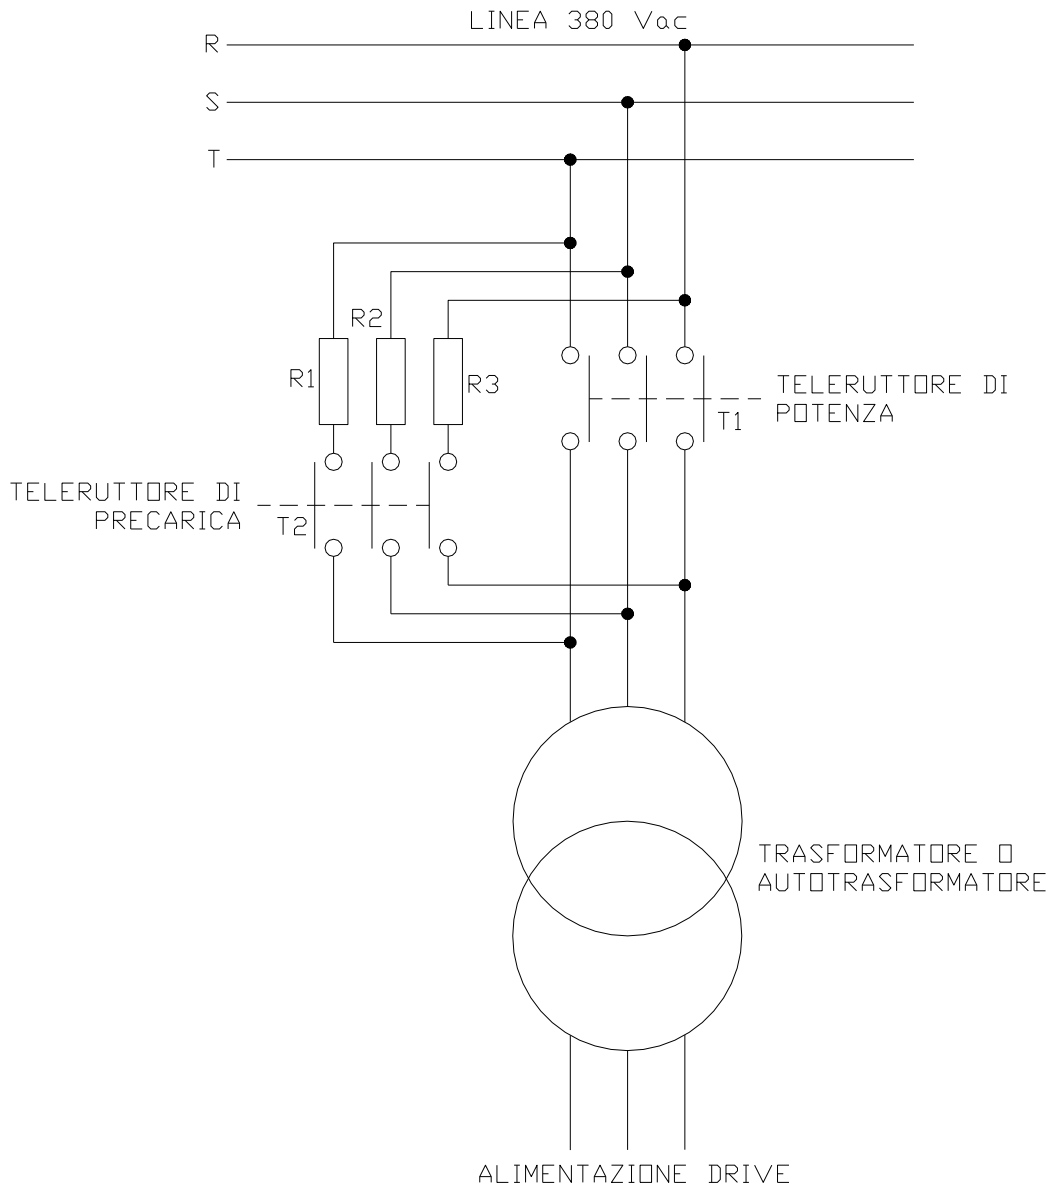 LINEA 380 Vac
R
S
T
R2
R1
R3
TELERUTTORE DI
POTENZA
T1
TELERUTTORE DI
PRECARICA
T2
TRASFORMATORE O
AUTOTRASFORMATORE
ALIMENTAZIONE DRIVE